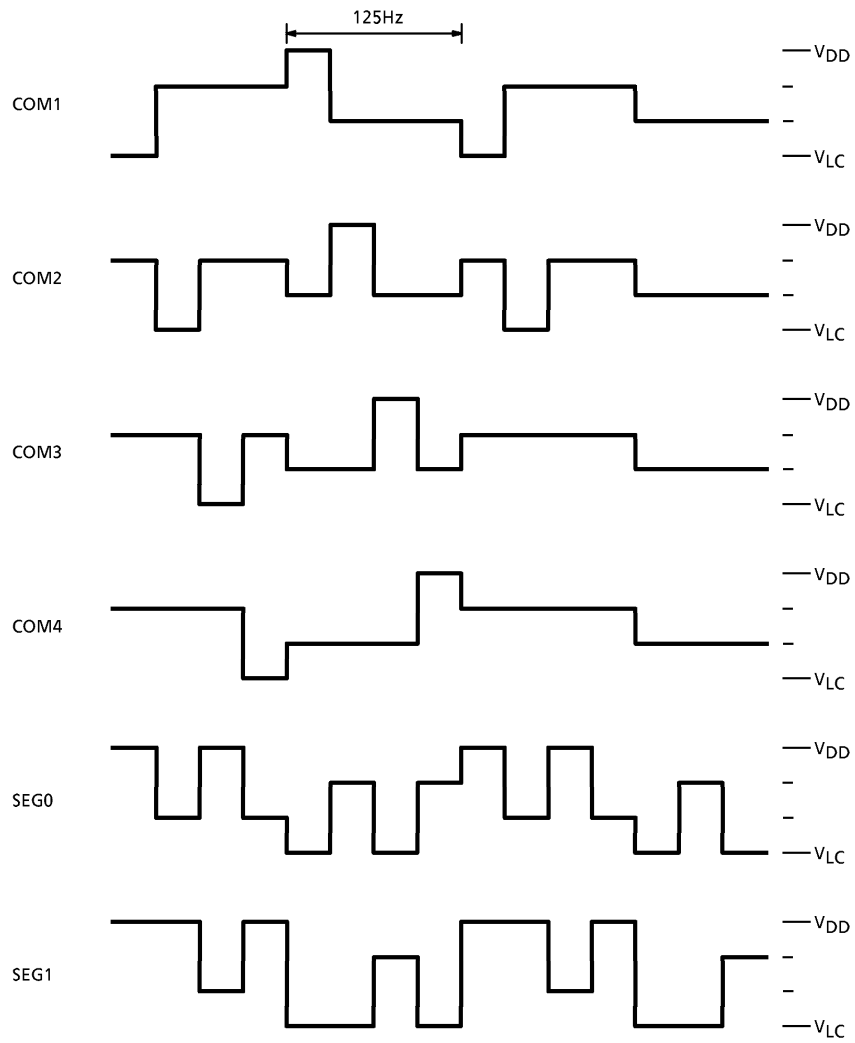 125Hz
COM1
VDD
VLC
COM2
VDD
VLC
COM3
VDD
VLC
COM4
VDD
VLC
SEG0
VDD
VLC
SEG1
VDD
VLC